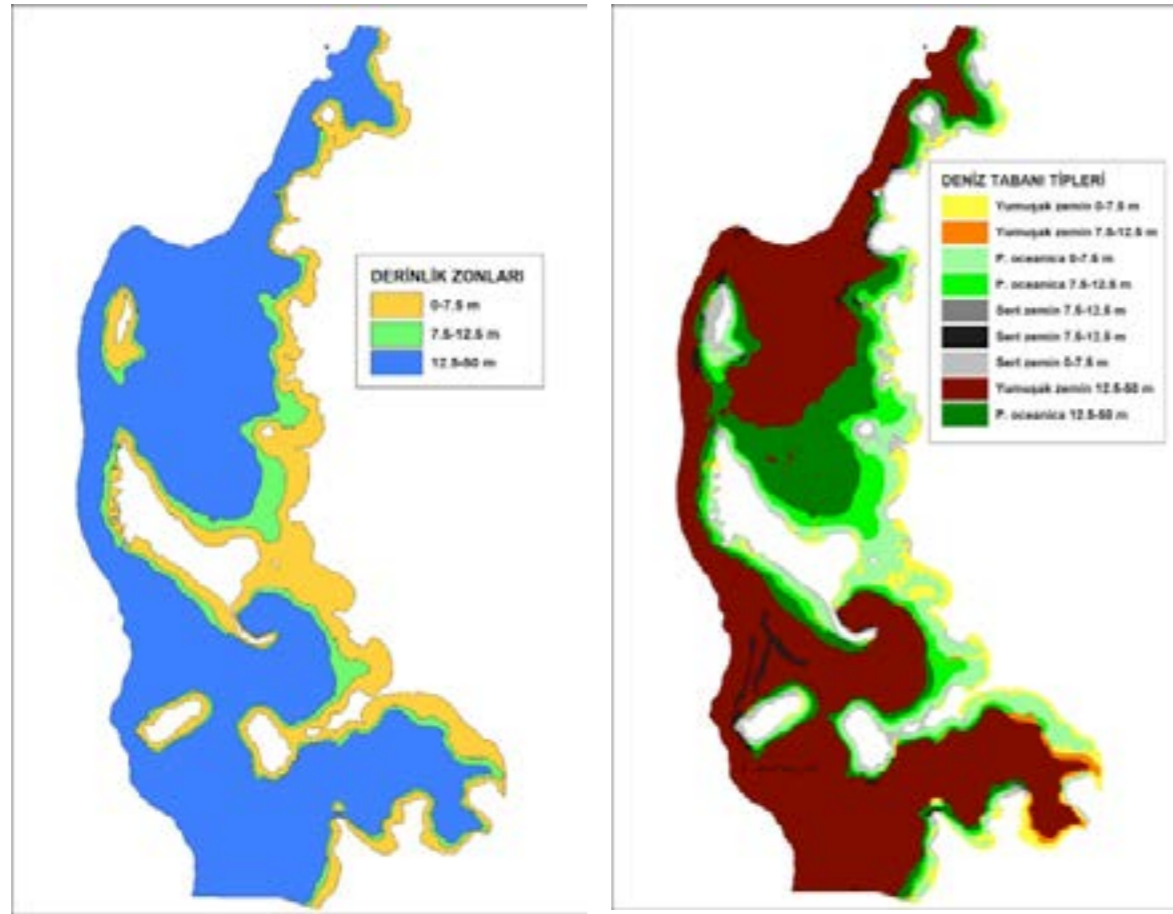 DERİNLİK ZONLARI
0-7.5 m
7.5-12.5 m
12.5-50 m
DENİZ TABANI TİPLERİ
Yumuşak zemin 0-7.5 m
Yumuşak zemin 7.5-12.5 m
P. oceanica 0-7.5 m
P. oceanica 7.5-12.5 m
Sert zemin 7.5-12.5 m
Sert zemin 7.5-12.5 m
Sert zemin 0-7.5 m
Yumuşak zemin 12.5-50 m
P. oceanica 12.5-50 m